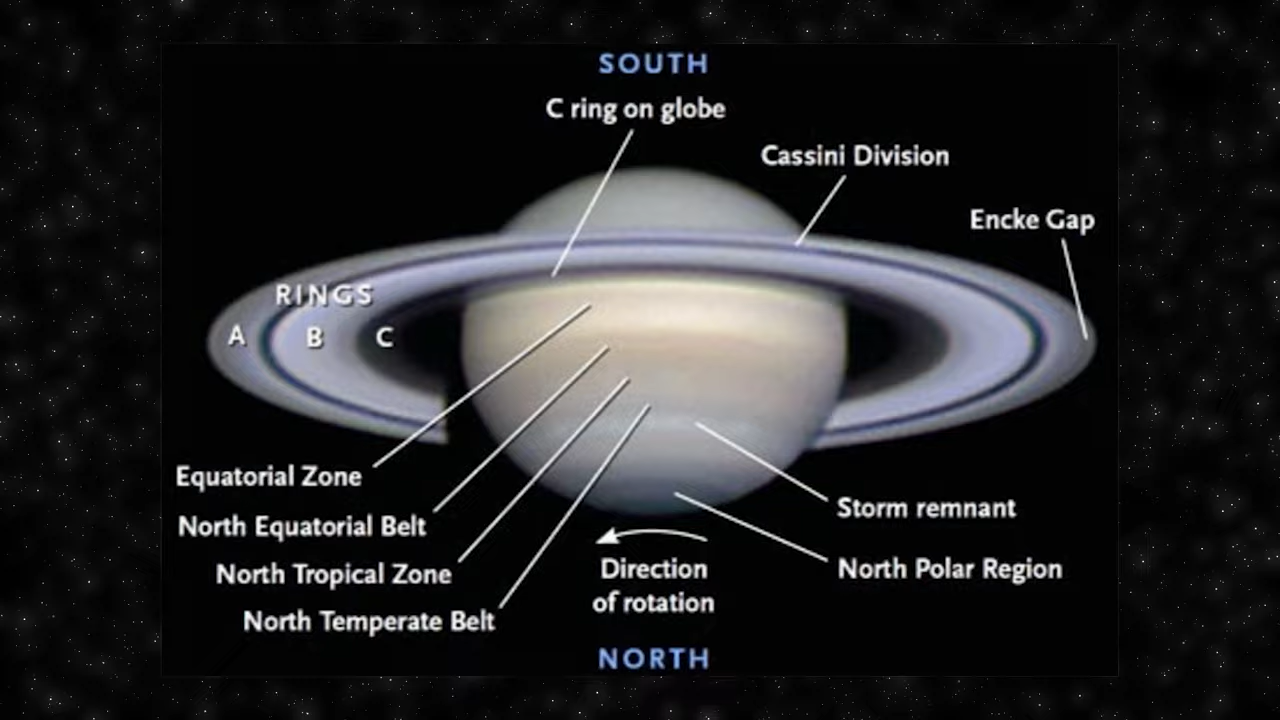 SOUTH
C ring on globe
Cassini Division
Encke Gap
RINGS
A B C
Equatorial Zone
North Equatorial Belt
North Tropical Zone
North Temperate Belt
Storm remnant
North Polar Region
Direction
of rotation
NORTH